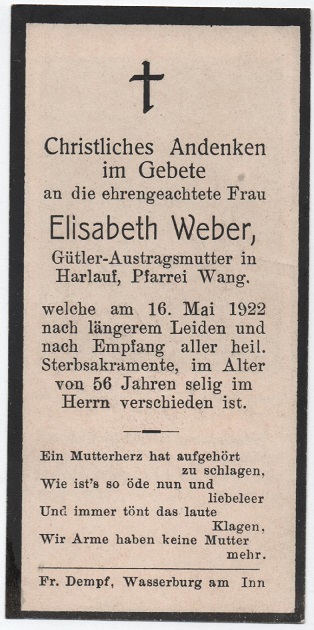 Christliches Andenken
im Gebete
an die ehrengeachtete Frau
Elisabeth Weber,
Gütler-Austragsmutter in
Harlauf, Pfarrei Wang.
welche am 16. Mai 1922
nach längerem Leiden und
nach Empfang aller heil.
Sterbsakramente, im Alter
von 56 Jahren selig im
Herrn verschieden ist.
Ein Mutterherz hat aufgehört
zu schlagen,
Wie ist's so öde nun und
liebeleer
Und immer tönt das laute
Klagen,
Wir Arme haben keine Mutter
mehr.
Fr. Dempf, Wasserburg am Inn